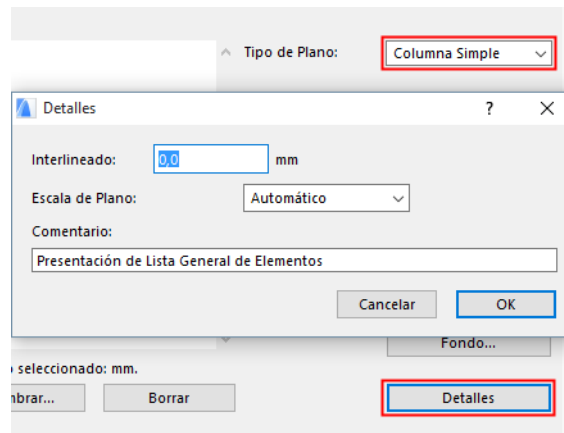 Tipo de Plano: Columna Simple
Detalles ?
Interlineado: 0,0 mm
Escala de Plano: Automático
Comentario:
Presentación de Lista General de Elementos
Cancelar OK
Fondo...
seleccionado: mm.
Borrar Detalles